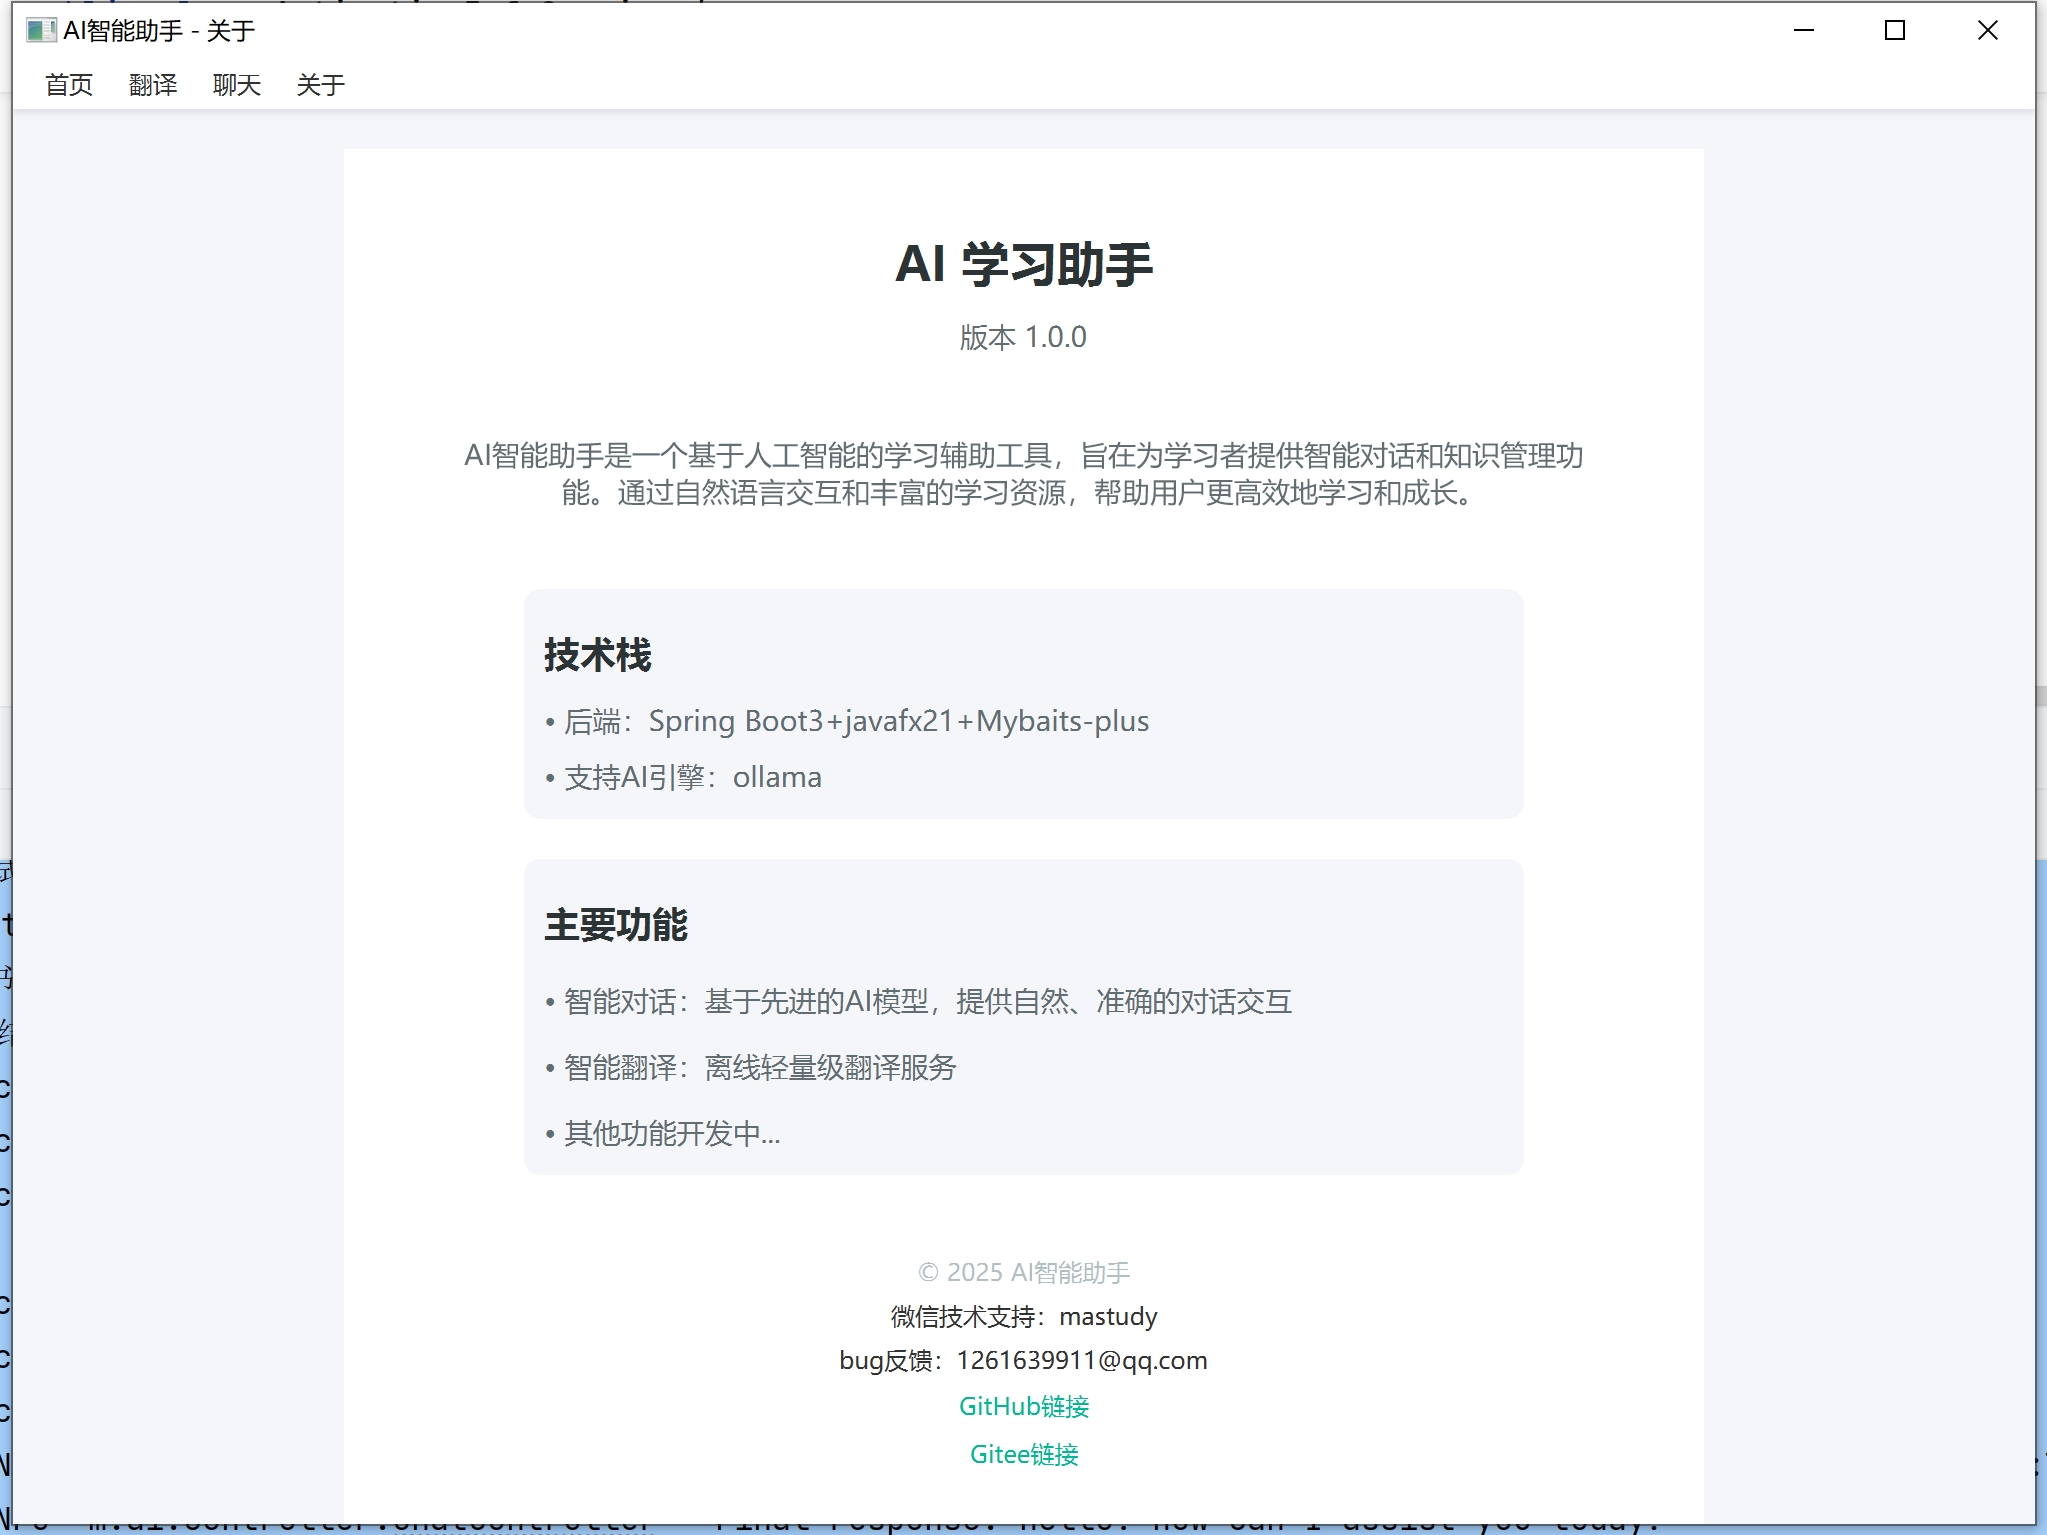 AI智能助手 - 关于
首页 翻译 聊天 关于
AI 学习助手
版本 1.0.0
AI智能助手是一个基于人工智能的学习辅助工具，旨在为学习者提供智能对话和知识管理功
能。通过自然语言交互和丰富的学习资源，帮助用户更高效地学习和成长。
技术栈
• 后端：Spring Boot3+javafx21+Mybaits-plus
• 支持AI引擎：ollama
主要功能
• 智能对话：基于先进的AI模型，提供自然、准确的对话交互
• 智能翻译：离线轻量级翻译服务
• 其他功能开发中...
© 2025 AI智能助手
微信技术支持：mastudy
bug反馈：1261639911@qq.com
GitHub链接
Gitee链接